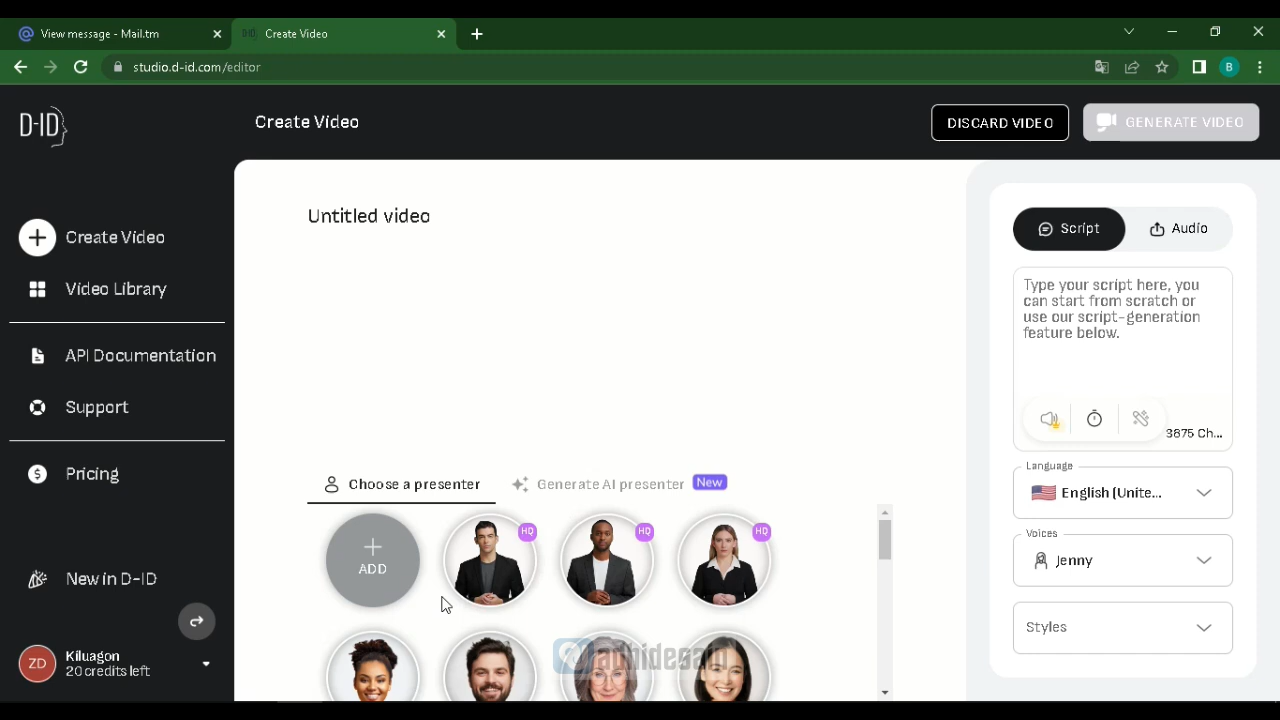 View message - Mail.tm
D-ID Create Video
studio.d-id.com/editor
B
D-ID
Create Video
DISCARD VIDEO
GENERATE VIDEO
Create Video
Video Library
API Documentation
Support
Pricing
New in D-ID
ZD
Kiluagon
20 credits left
Untitled video
Choose a presenter
Generate AI presenter
New
ADD
HQ
HQ
HQ
Script
Audio
Type your script here, you
can start from scratch or
use our script-generation
feature below.
3875 Ch...
Language
English (Unite...
Voices
Jenny
Styles